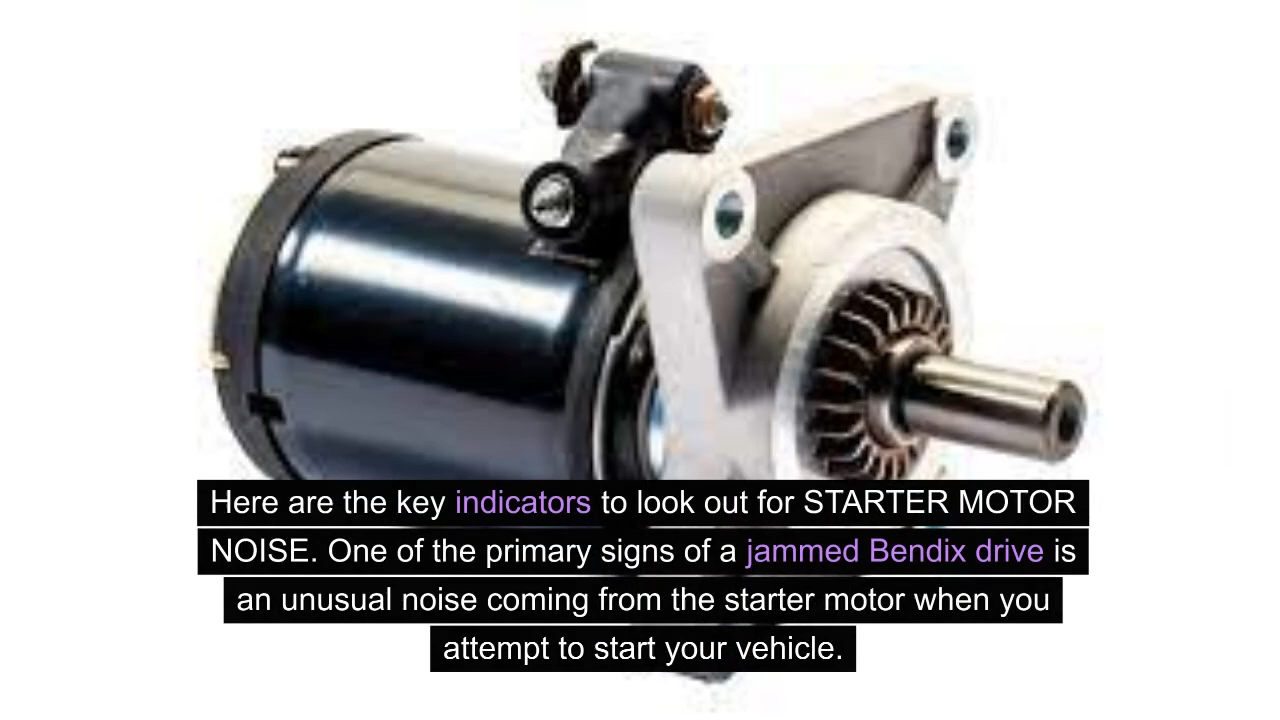 Here are the key indicators to look out for STARTER MOTOR
NOISE. One of the primary signs of a jammed Bendix drive is
an unusual noise coming from the starter motor when you
attempt to start your vehicle.